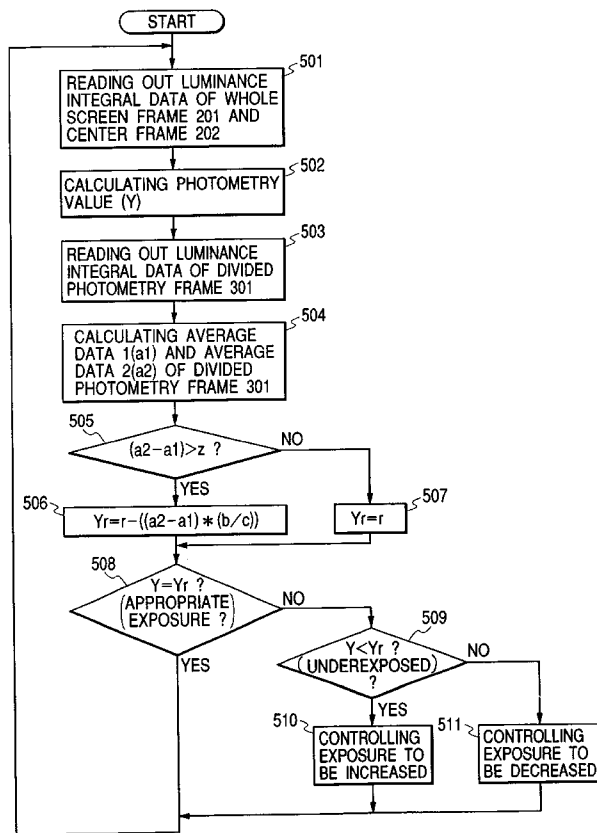 START
501
READING OUT LUMINANCE
INTEGRAL DATA OF WHOLE
SCREEN FRAME 201 AND
CENTER FRAME 202
502
CALCULATING PHOTOMETRY
VALUE (Y)
503
READING OUT LUMINANCE
INTEGRAL DATA OF DIVIDED
PHOTOMETRY FRAME 301
504
CALCULATING AVERAGE
DATA 1(a1) AND AVERAGE
DATA 2(a2) OF DIVIDED
PHOTOMETRY FRAME 301
505
(a2-a1)>z ?
NO
YES
506
Yr=r-((a2-a1)*(b/c))
507
Yr=r
508
Y=Yr ?
(APPROPRIATE
EXPOSURE ?)
NO
YES
509
Y<Yr ?
(UNDEREXPOSED)
?
NO
YES
510
CONTROLLING
EXPOSURE TO
BE INCREASED
511
CONTROLLING
EXPOSURE TO
BE DECREASED